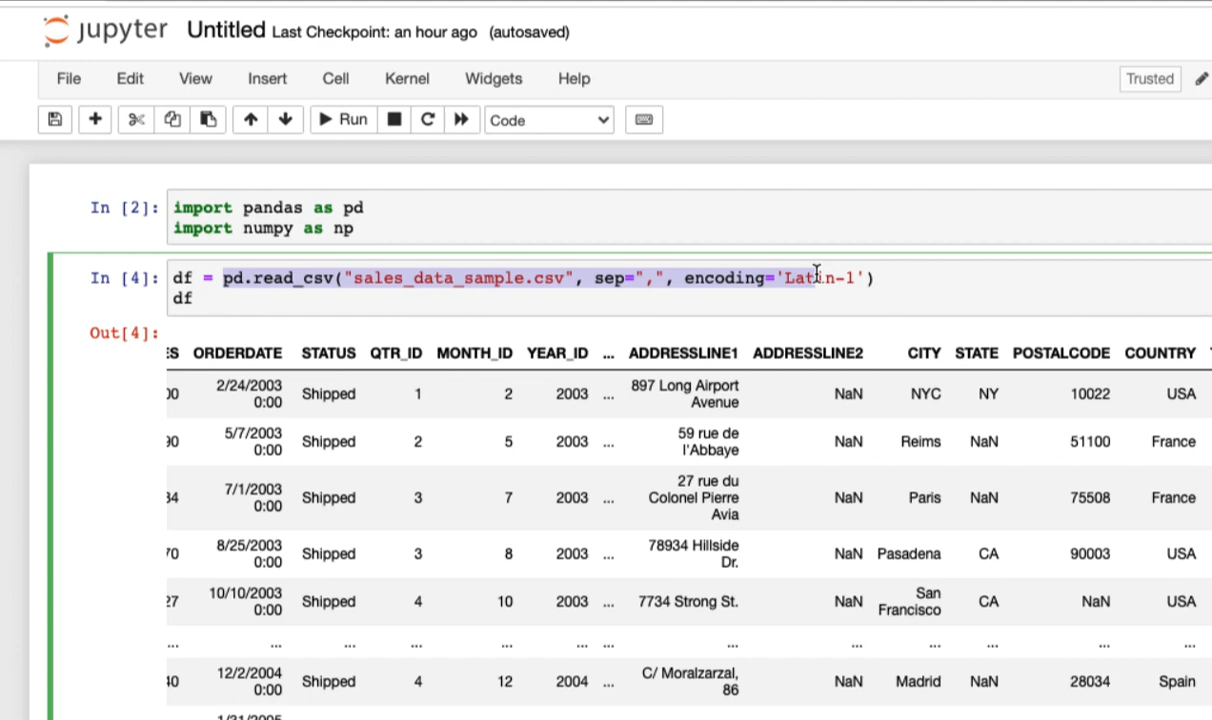 jupyter Untitled Last Checkpoint: an hour ago (autosaved)
File Edit View Insert Cell Kernel Widgets Help Trusted
Run Code
In [2]: import pandas as pd
import numpy as np
In [4]: df = pd.read_csv("sales_data_sample.csv", sep=",", encoding='Latin-1')
df
Out[4]:
ORDERDATE STATUS QTR_ID MONTH_ID YEAR_ID ... ADDRESSLINE1 ADDRESSLINE2 CITY STATE POSTALCODE COUNTRY
2/24/2003 0:00 Shipped 1 2 2003 ... 897 Long Airport Avenue NaN NYC NY 10022 USA
5/7/2003 0:00 Shipped 2 5 2003 ... 59 rue de l'Abbaye NaN Reims NaN 51100 France
7/1/2003 0:00 Shipped 3 7 2003 ... 27 rue du Colonel Pierre Avia NaN Paris NaN 75508 France
70 8/25/2003 0:00 Shipped 3 8 2003 ... 78934 Hillside Dr. NaN Pasadena CA 90003 USA
27 10/10/2003 0:00 Shipped 4 10 2003 ... 7734 Strong St. NaN San Francisco CA NaN USA
... ... ... ... ... ... ... ... ... ... ... ... ...
40 12/2/2004 0:00 Shipped 4 12 2004 ... C/ Moralzarzal, 86 NaN Madrid NaN 28034 Spain